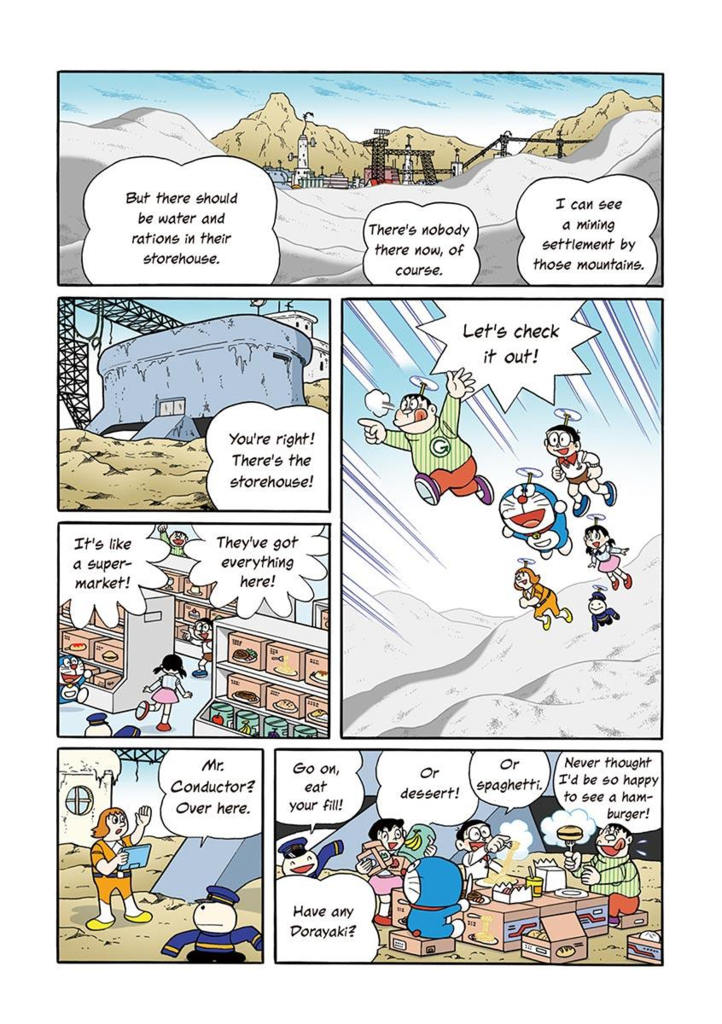 I can see
a mining
settlement by
those mountains.
There's nobody
there now, of
course.
But there should
be water and
rations in their
storehouse.
Let's check
it out!
G
You're right!
There's the
storehouse!
They've got
everything
here!
It's like
a super-
market!
Never thought
I'd be so happy
to see a ham-
burger!
Or
spaghetti.
Or
dessert!
Go on,
eat
your fill!
Have any
Dorayaki?
Mr.
Conductor?
Over here.